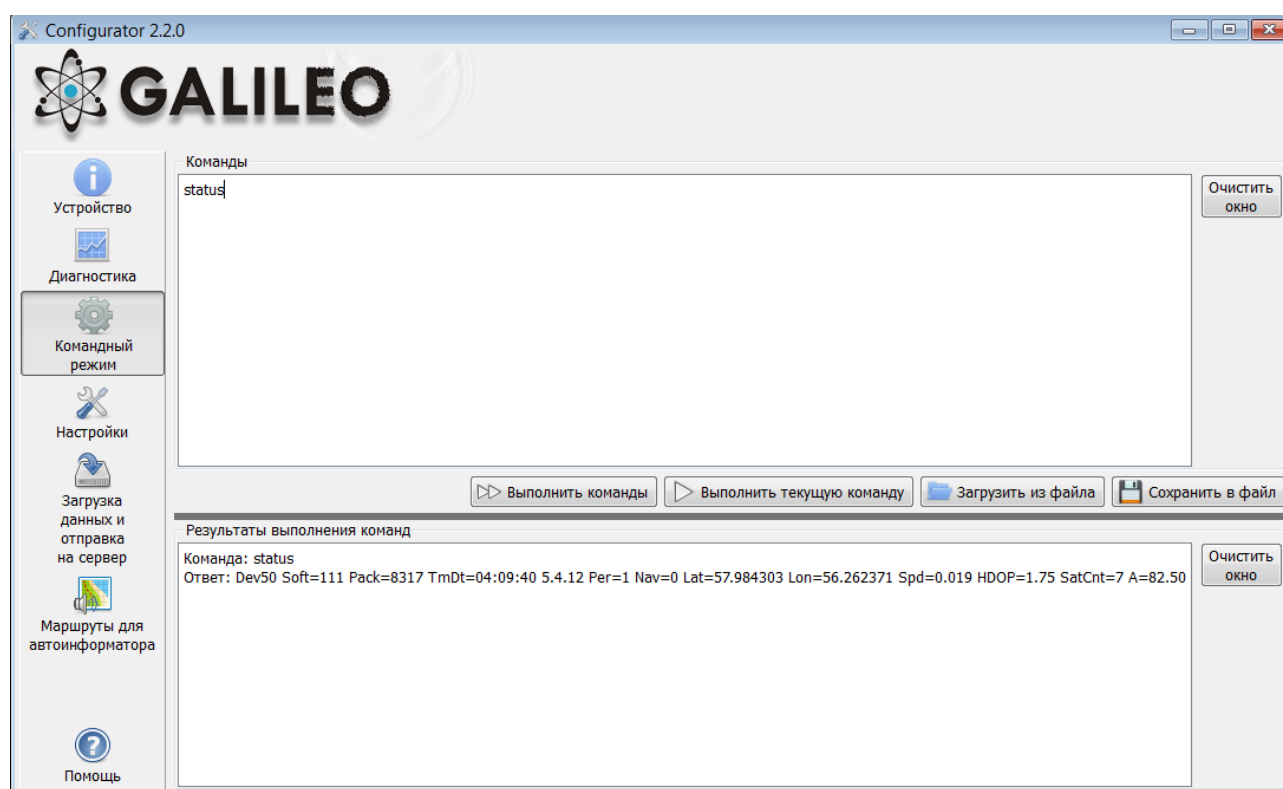 Configurator 2.2.0
GALILEO
Устройство
Диагностика
Командный
режим
Настройки
Загрузка
данных и
отправка
на сервер
Маршруты для
автоинформатора
Помощь
Команды
status
Очистить
окно
Выполнить команды
Выполнить текущую команду
Загрузить из файла
Сохранить в файл
Результаты выполнения команд
Команда: status
Ответ: Dev50 Soft=111 Pack=8317 TmDt=04:09:40 5.4.12 Per=1 Nav=0 Lat=57.984303 Lon=56.262371 Spd=0.019 HDOP=1.75 SatCnt=7 A=82.50
Очистить
окно